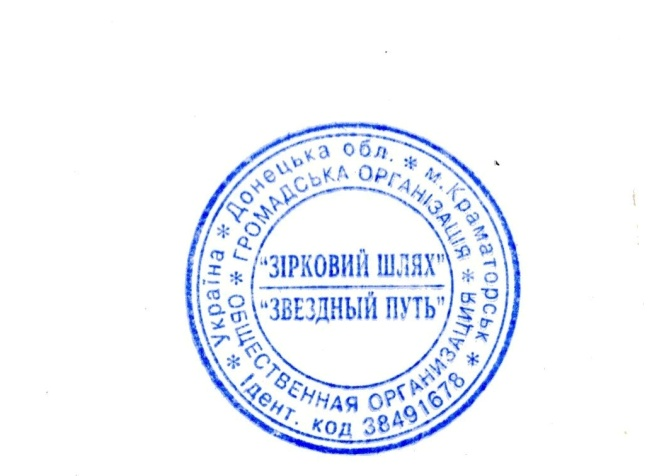 * Україна * Донецька обл. * м.Краматорськ
* Ідент. код 38491678
* ГРОМАДСЬКА ОРГАНІЗАЦІЯ
* ОБЩЕСТВЕННАЯ ОРГАНИЗАЦИЯ
"ЗІРКОВИЙ ШЛЯХ"
"ЗВЕЗДНЫЙ ПУТЬ"